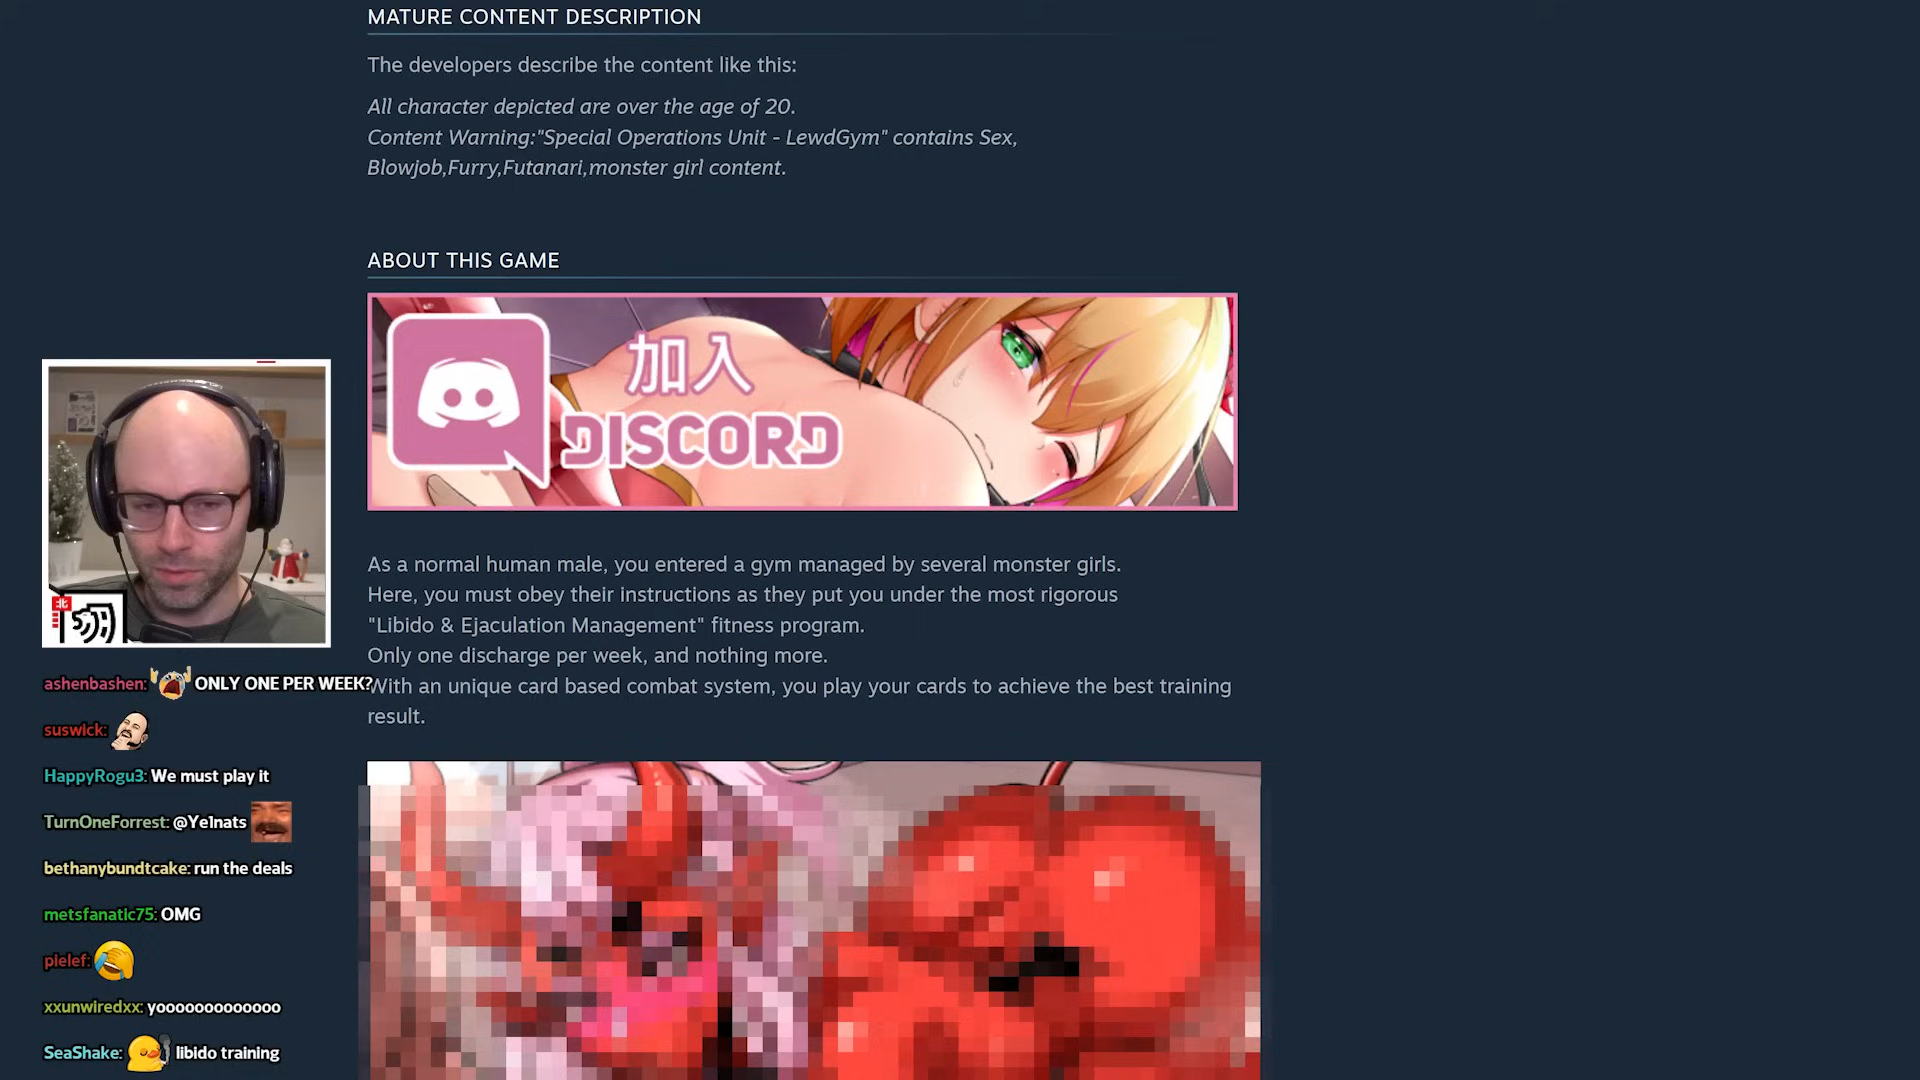 MATURE CONTENT DESCRIPTION
The developers describe the content like this:
All character depicted are over the age of 20.
Content Warning:"Special Operations Unit - LewdGym" contains Sex,
Blowjob,Furry,Futanari,monster girl content.
ABOUT THIS GAME
加入
DISCORD
As a normal human male, you entered a gym managed by several monster girls.
Here, you must obey their instructions as they put you under the most rigorous
"Libido & Ejaculation Management" fitness program.
Only one discharge per week, and nothing more.
With an unique card based combat system, you play your cards to achieve the best training
result.
北
ashenbashen: ONLY ONE PER WEEK?
suswick:
HappyRogu3: We must play it
TurnOneForrest: @Ye1nats
bethanybundtcake: run the deals
metsfanatic75: OMG
pielef:
xxunwiredxx: yooooooooooooo
SeaShake: libido training